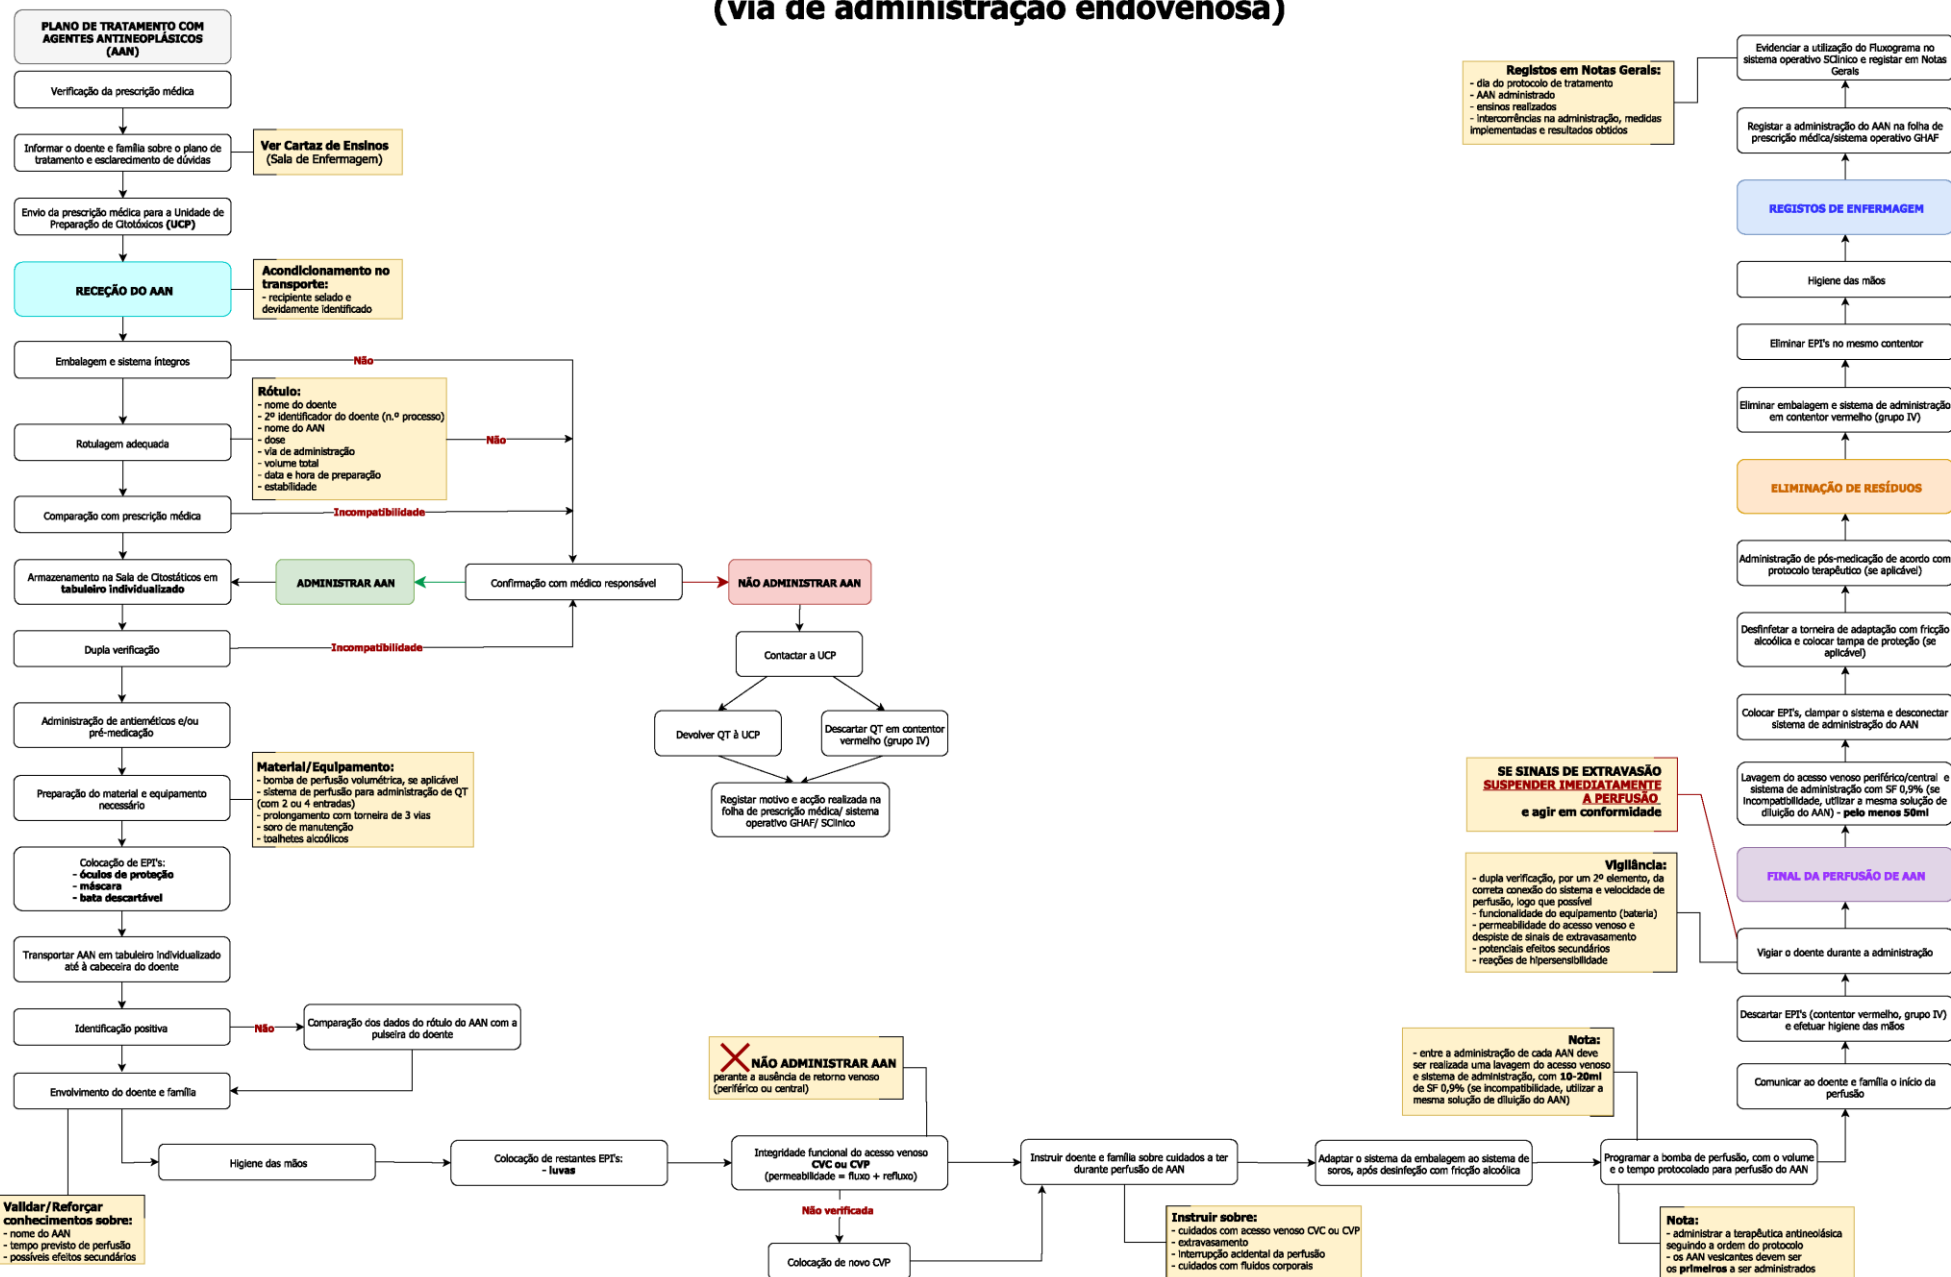 (via de administração endovenosa)
PLANO DE TRATAMENTO COM
AGENTES ANTINEOPLÁSICOS
(AAN)
Verificação da prescrição médica
Informar o doente e família sobre o plano de
tratamento e esclarecimento de dúvidas
Ver Cartaz de Ensinos
(Sala de Enfermagem)
Envio da prescrição médica para a Unidade de
Preparação de Citotóxicos (UCP)
RECEÇÃO DO AAN
Acondicionamento no
transporte:
- recipiente selado e
devidamente identificado
Embalagem e sistema íntegros
Não
Rotulagem adequada
Rótulo:
- nome do doente
- 2º identificador do doente (n.º processo)
- nome do AAN
- dose
- via de administração
- volume total
- data e hora de preparação
- estabilidade
Não
Comparação com prescrição médica
Incompatibilidade
Armazenamento na Sala de Citostáticos em
tabuleiro individualizado
ADMINISTRAR AAN
Confirmação com médico responsável
NÃO ADMINISTRAR AAN
Dupla verificação
Incompatibilidade
Contactar a UCP
Devolver QT à UCP
Descartar QT em contentor
vermelho (grupo IV)
Registar motivo e acção realizada na
folha de prescrição médica/ sistema
operativo GHAF/ SClínico
Administração de antieméticos e/ou
pré-medicação
Preparação do material e equipamento
necessário
Material/Equipamento:
- bomba de perfusão volumétrica, se aplicável
- sistema de perfusão para administração de QT
(com 2 ou 4 entradas)
- prolongamento com torneira de 3 vias
- soro de manutenção
- toalhetes alcoólicos
Colocação de EPI's:
- óculos de proteção
- máscara
- bata descartável
Transportar AAN em tabuleiro individualizado
até à cabeceira do doente
Identificação positiva
Não
Comparação dos dados do rótulo do AAN com a
pulseira do doente
Envolvimento do doente e família
Validar/Reforçar
conhecimentos sobre:
- nome do AAN
- tempo previsto de perfusão
- possíveis efeitos secundários
Higiene das mãos
Colocação de restantes EPI's:
- luvas
NÃO ADMINISTRAR AAN
perante a ausência de retorno venoso
(periférico ou central)
Integridade funcional do acesso venoso
CVC ou CVP
(permeabilidade = fluxo + refluxo)
Não verificada
Colocação de novo CVP
Instruir doente e família sobre cuidados a ter
durante perfusão de AAN
Instruir sobre:
- cuidados com acesso venoso CVC ou CVP
- extravasamento
- interrupção acidental da perfusão
- cuidados com fluidos corporais
Adaptar o sistema da embalagem ao sistema de
soros, após desinfeção com fricção alcoólica
Nota:
- entre a administração de cada AAN deve
ser realizada uma lavagem do acesso venoso
e sistema de administração, com 10-20ml
de SF 0,9% (se incompatibilidade, utilizar a
mesma solução de diluição do AAN)
Programar a bomba de perfusão, com o volume
e o tempo protocolado para perfusão do AAN
Nota:
- administrar a terapêutica antineolásica
seguindo a ordem do protocolo
- os AAN vesicantes devem ser
os primeiros a ser administrados
Comunicar ao doente e família o início da
perfusão
Descartar EPI's (contentor vermelho, grupo IV)
e efetuar higiene das mãos
Vigiar o doente durante a administração
Vigilância:
- dupla verificação, por um 2º elemento, da
correta conexão do sistema e velocidade de
perfusão, logo que possível
- funcionalidade do equipamento (bateria)
- permeabilidade do acesso venoso e
despiste de sinais de extravasamento
- potenciais efeitos secundários
- reações de hipersensibilidade
SE SINAIS DE EXTRAVASÃO
SUSPENDER IMEDIATAMENTE
A PERFUSÃO
e agir em conformidade
FINAL DA PERFUSÃO DE AAN
Lavagem do acesso venoso periférico/central e
sistema de administração com SF 0,9% (se
incompatibilidade, utilizar a mesma solução de
diluição do AAN) - pelo menos 50ml
Colocar EPI's, clampar o sistema e desconectar
sistema de administração do AAN
Desfinfetar a torneira de adaptação com fricção
alcoólica e colocar tampa de proteção (se
aplicável)
Administração de pós-medicação de acordo com
protocolo terapêutico (se aplicável)
ELIMINAÇÃO DE RESÍDUOS
Eliminar embalagem e sistema de administração
em contentor vermelho (grupo IV)
Eliminar EPI's no mesmo contentor
Higiene das mãos
REGISTOS DE ENFERMAGEM
Registar a administração do AAN na folha de
prescrição médica/sistema operativo GHAF
Evidenciar a utilização do Fluxograma no
sistema operativo SClinico e registar em Notas
Gerais
Registos em Notas Gerais:
- dia do protocolo de tratamento
- AAN administrado
- ensinos realizados
- intercorrências na administração, medidas
implementadas e resultados obtidos